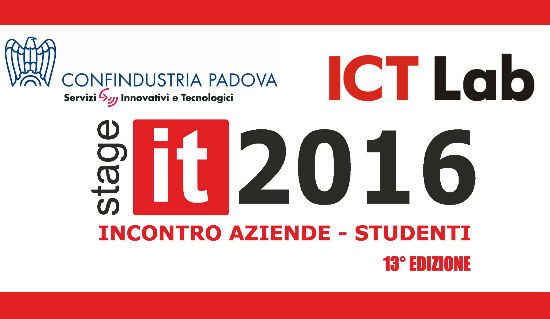 CONFINDUSTRIA PADOVA
Servizi Innovativi e Tecnologici
ICT Lab
stage it 2016
INCONTRO AZIENDE - STUDENTI
13° EDIZIONE